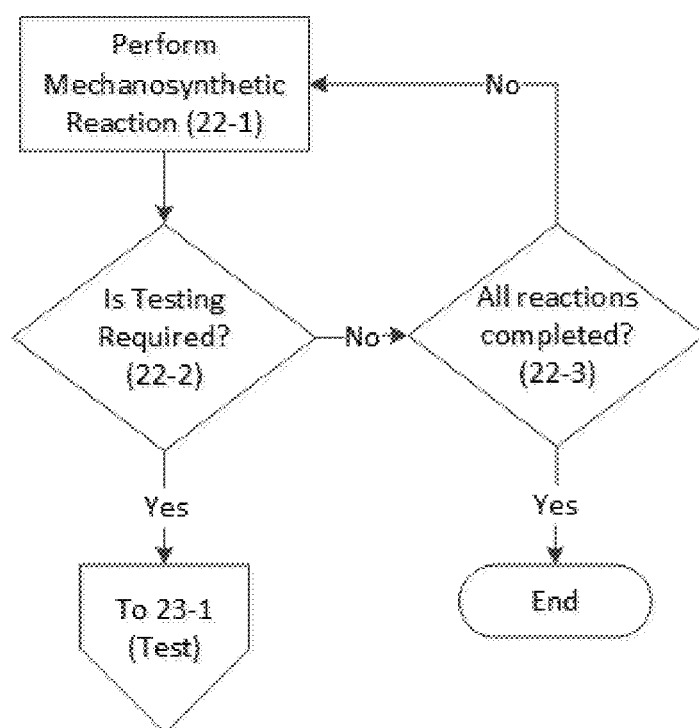 Perform
Mechanosynthetic
Reaction (22-1)
No
Is Testing
Required?
(22-2)
No
All reactions
completed?
(22-3)
Yes
Yes
To 23-1
(Test)
End